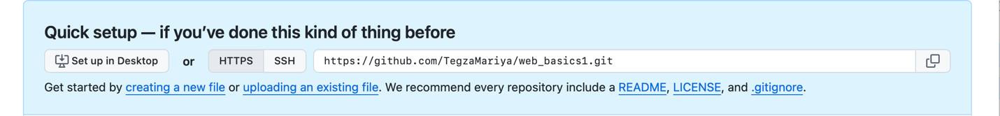 Quick setup — if you’ve done this kind of thing before
Set up in Desktop or HTTPS SSH https://github.com/TegzaMariya/web_basics1.git
Get started by creating a new file or uploading an existing file. We recommend every repository include a README, LICENSE, and .gitignore.